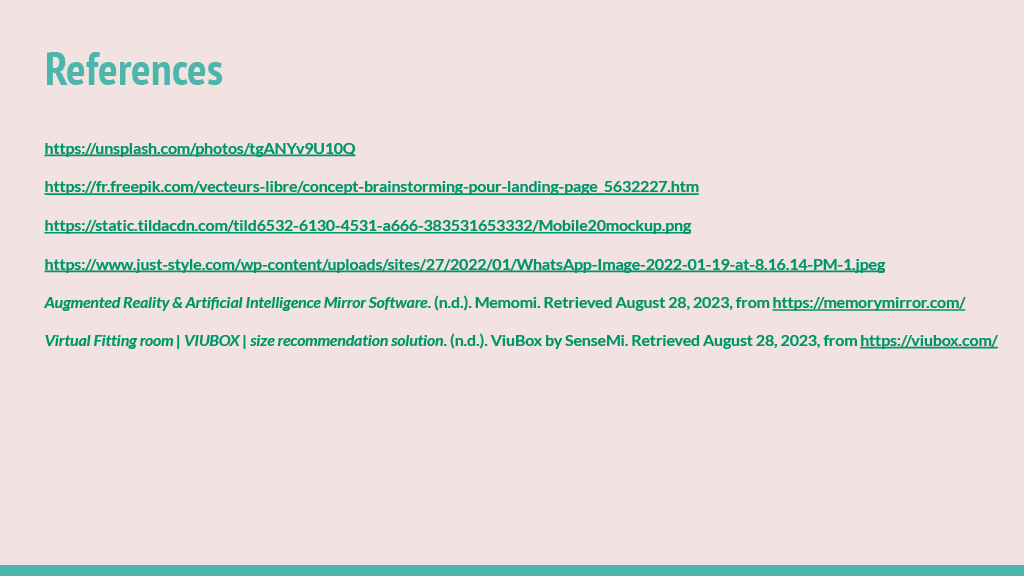 References
https://unsplash.com/photos/tgANYv9U10Q
https://fr.freepik.com/vecteurs-libre/concept-brainstorming-pour-landing-page_5632227.htm
https://static.tildacdn.com/tild6532-6130-4531-a666-383531653332/Mobile20mockup.png
https://www.just-style.com/wp-content/uploads/sites/27/2022/01/WhatsApp-Image-2022-01-19-at-8.16.14-PM-1.jpeg
Augmented Reality & Artificial Intelligence Mirror Software. (n.d.). Memomi. Retrieved August 28, 2023, from https://memorymirror.com/
Virtual Fitting room | VIUBOX | size recommendation solution. (n.d.). ViuBox by SenseMi. Retrieved August 28, 2023, from https://viubox.com/